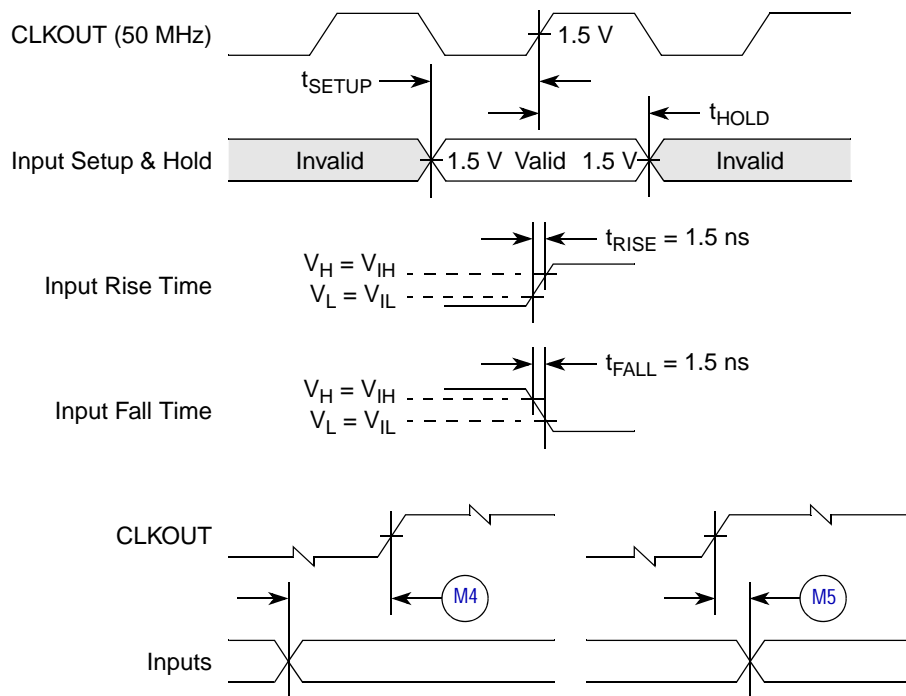 CLKOUT (50 MHz)
1.5 V
tSETUP
tHOLD
Input Setup & Hold
Invalid
1.5 V Valid 1.5 V
Invalid
tRISE = 1.5 ns
VH = VIH
VL = VIL
Input Rise Time
tFALL = 1.5 ns
VH = VIH
VL = VIL
Input Fall Time
CLKOUT
M4
M5
Inputs